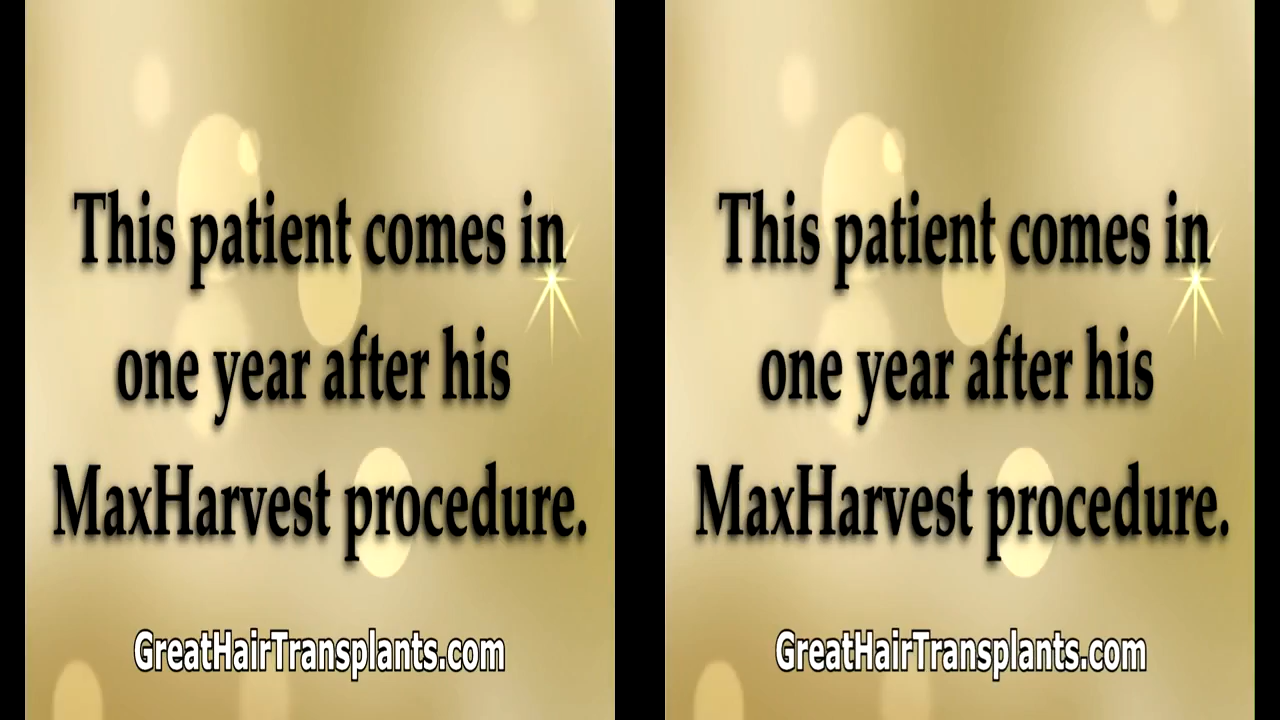 This patient comes in
one year after his
MaxHarvest procedure.
GreatHairTransplants.com
This patient comes in
one year after his
MaxHarvest procedure.
GreatHairTransplants.com